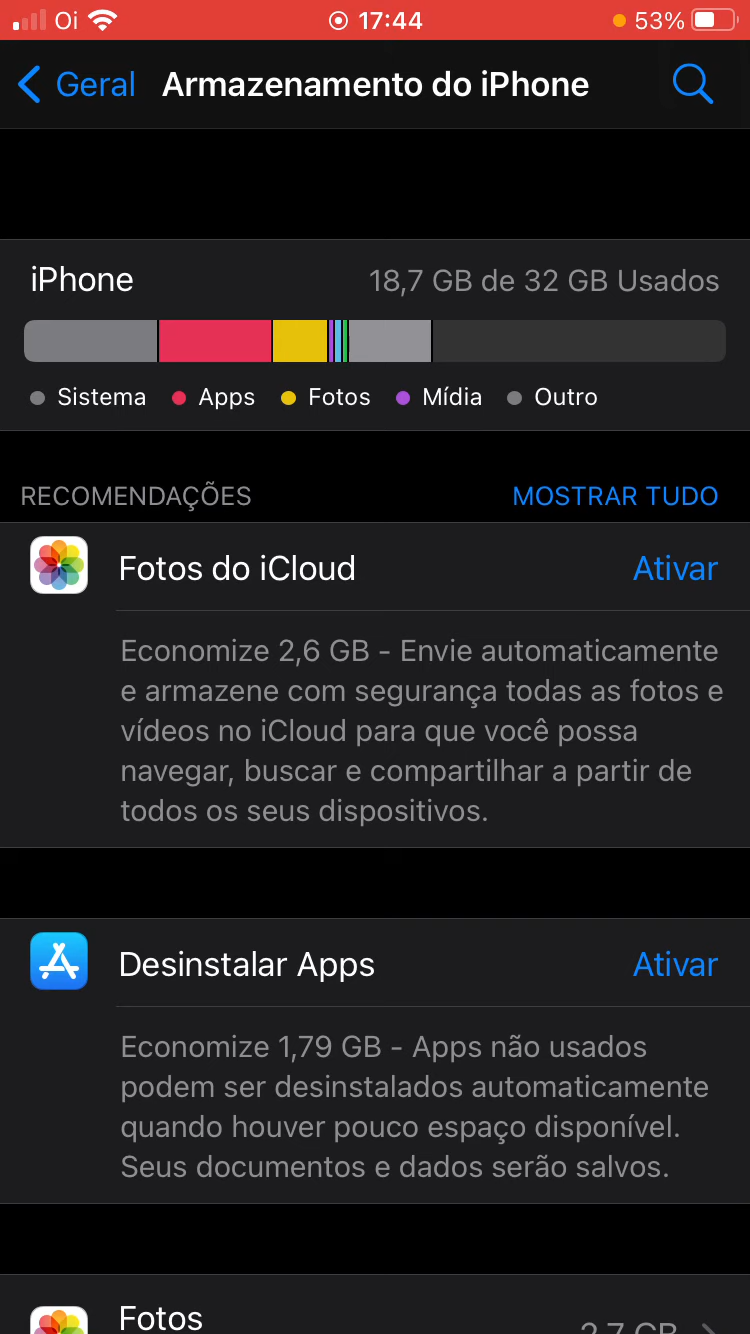 Oi 17:44 53%
Geral Armazenamento do iPhone
iPhone 18,7 GB de 32 GB Usados
Sistema Apps Fotos Mídia Outro
RECOMENDAÇÕES MOSTRAR TUDO
Fotos do iCloud Ativar
Economize 2,6 GB - Envie automaticamente
e armazene com segurança todas as fotos e
vídeos no iCloud para que você possa
navegar, buscar e compartilhar a partir de
todos os seus dispositivos.
Desinstalar Apps Ativar
Economize 1,79 GB - Apps não usados
podem ser desinstalados automaticamente
quando houver pouco espaço disponível.
Seus documentos e dados serão salvos.
Fotos 2,7 GB